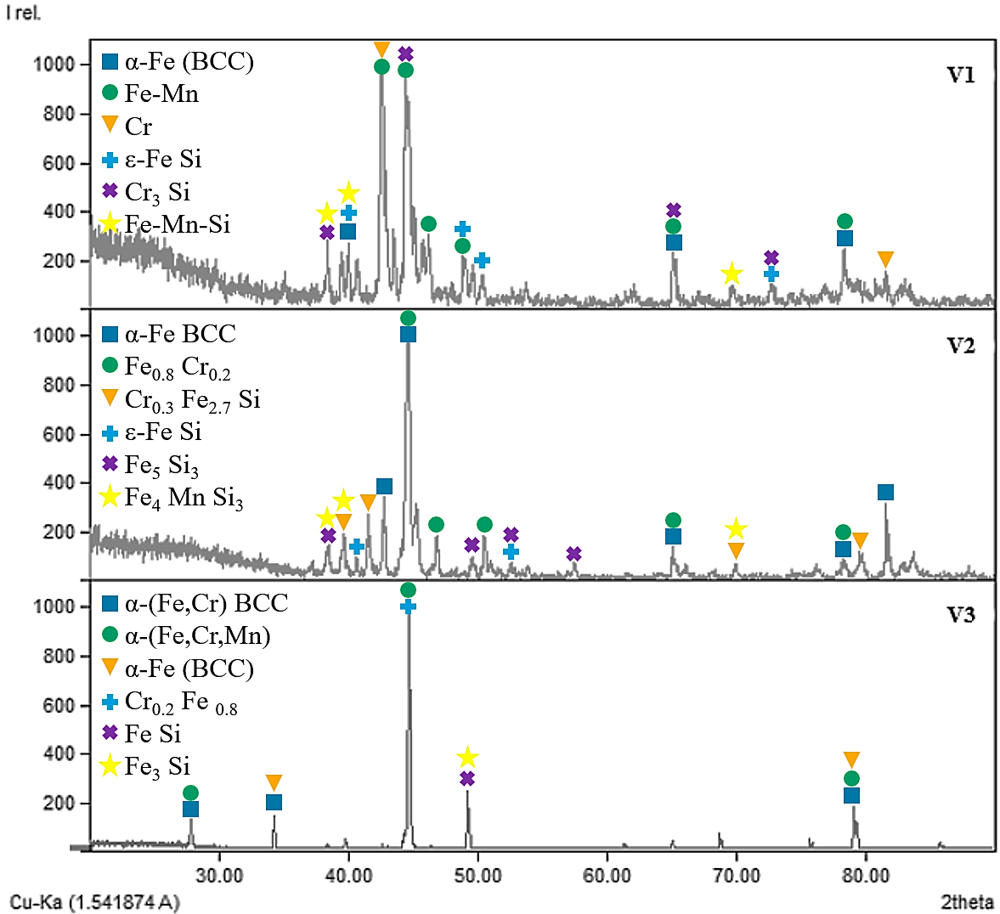 I rel.
1000
800
600
400
200
α-Fe (BCC)
Fe-Mn
Cr
ε-Fe Si
Cr3 Si
Fe-Mn-Si
V1
1000
800
600
400
200
α-Fe BCC
Fe0.8 Cr0.2
Cr0.3 Fe2.7 Si
ε-Fe Si
Fe5 Si3
Fe4 Mn Si3
V2
1000
800
600
400
200
α-(Fe,Cr) BCC
α-(Fe,Cr,Mn)
α-Fe (BCC)
Cr0.2 Fe 0.8
Fe Si
Fe3 Si
V3
30.00 40.00 50.00 60.00 70.00 80.00
Cu-Ka (1.541874 A) 2theta